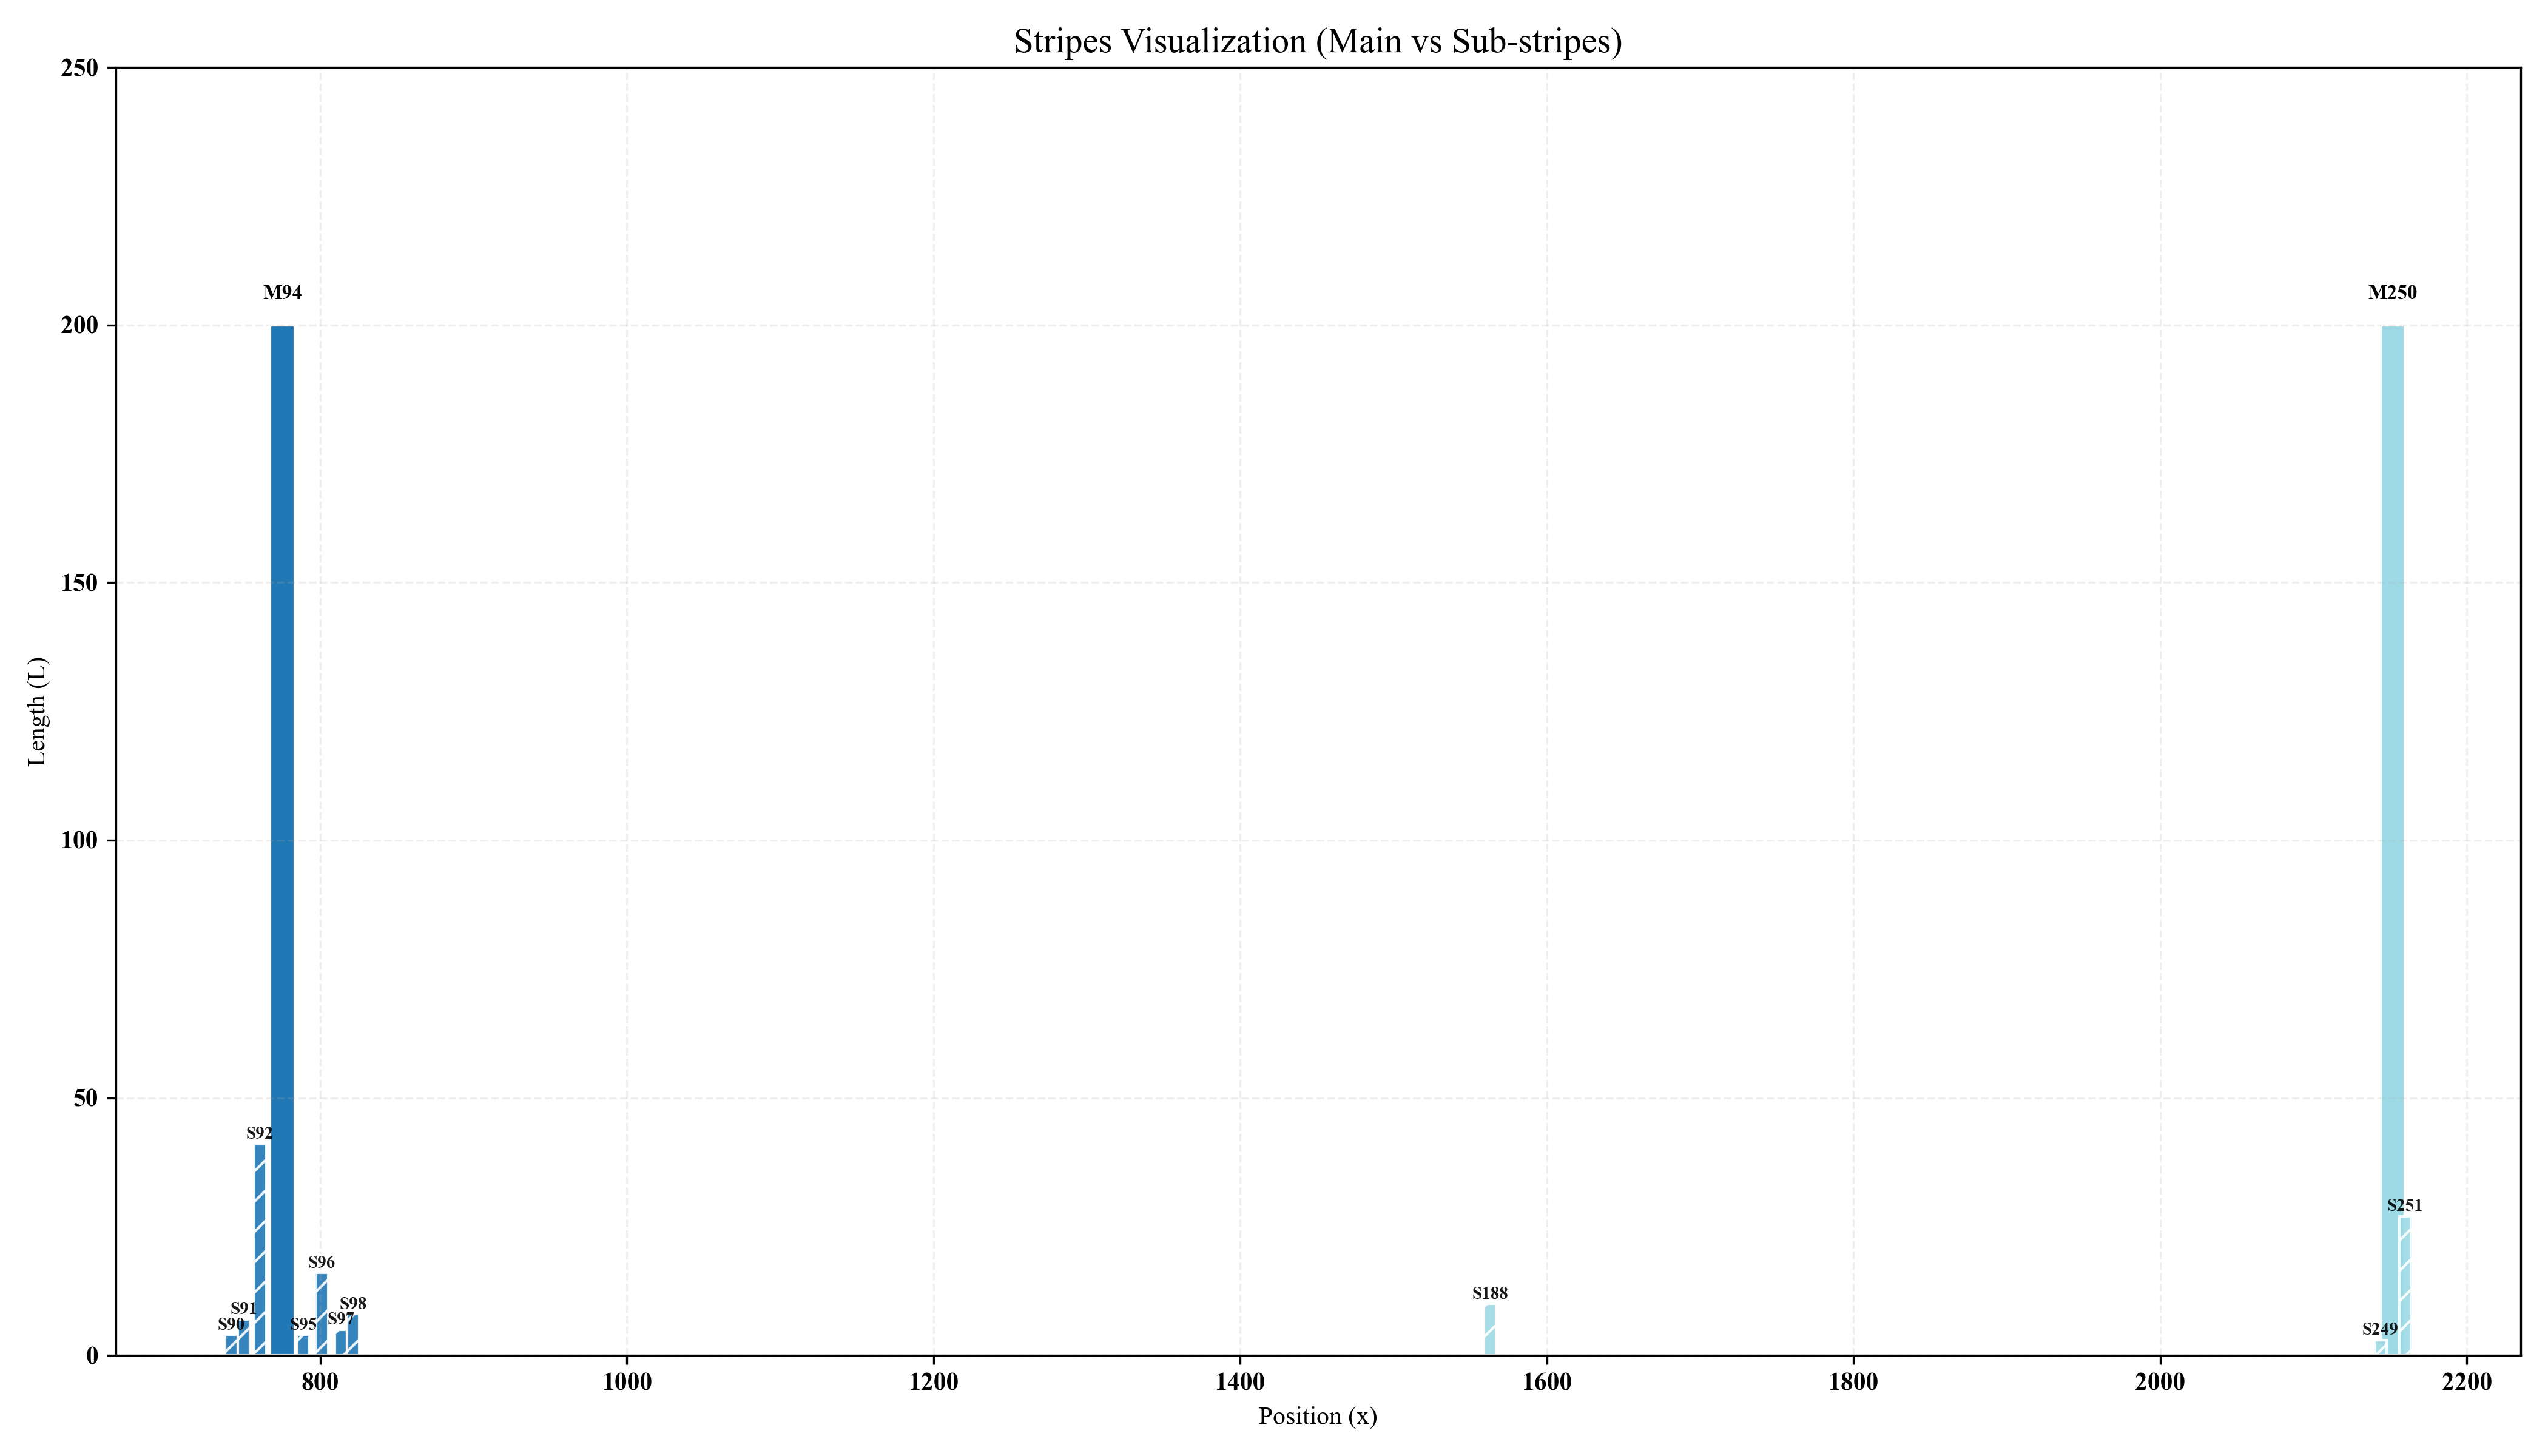 Stripes Visualization (Main vs Sub-stripes)
250
200
150
100
50
0
Length (L)
M94
M250
S92
S251
S96
S188
S98
S91
S97
S90
S95
S249
800 1000 1200 1400 1600 1800 2000 2200
Position (x)